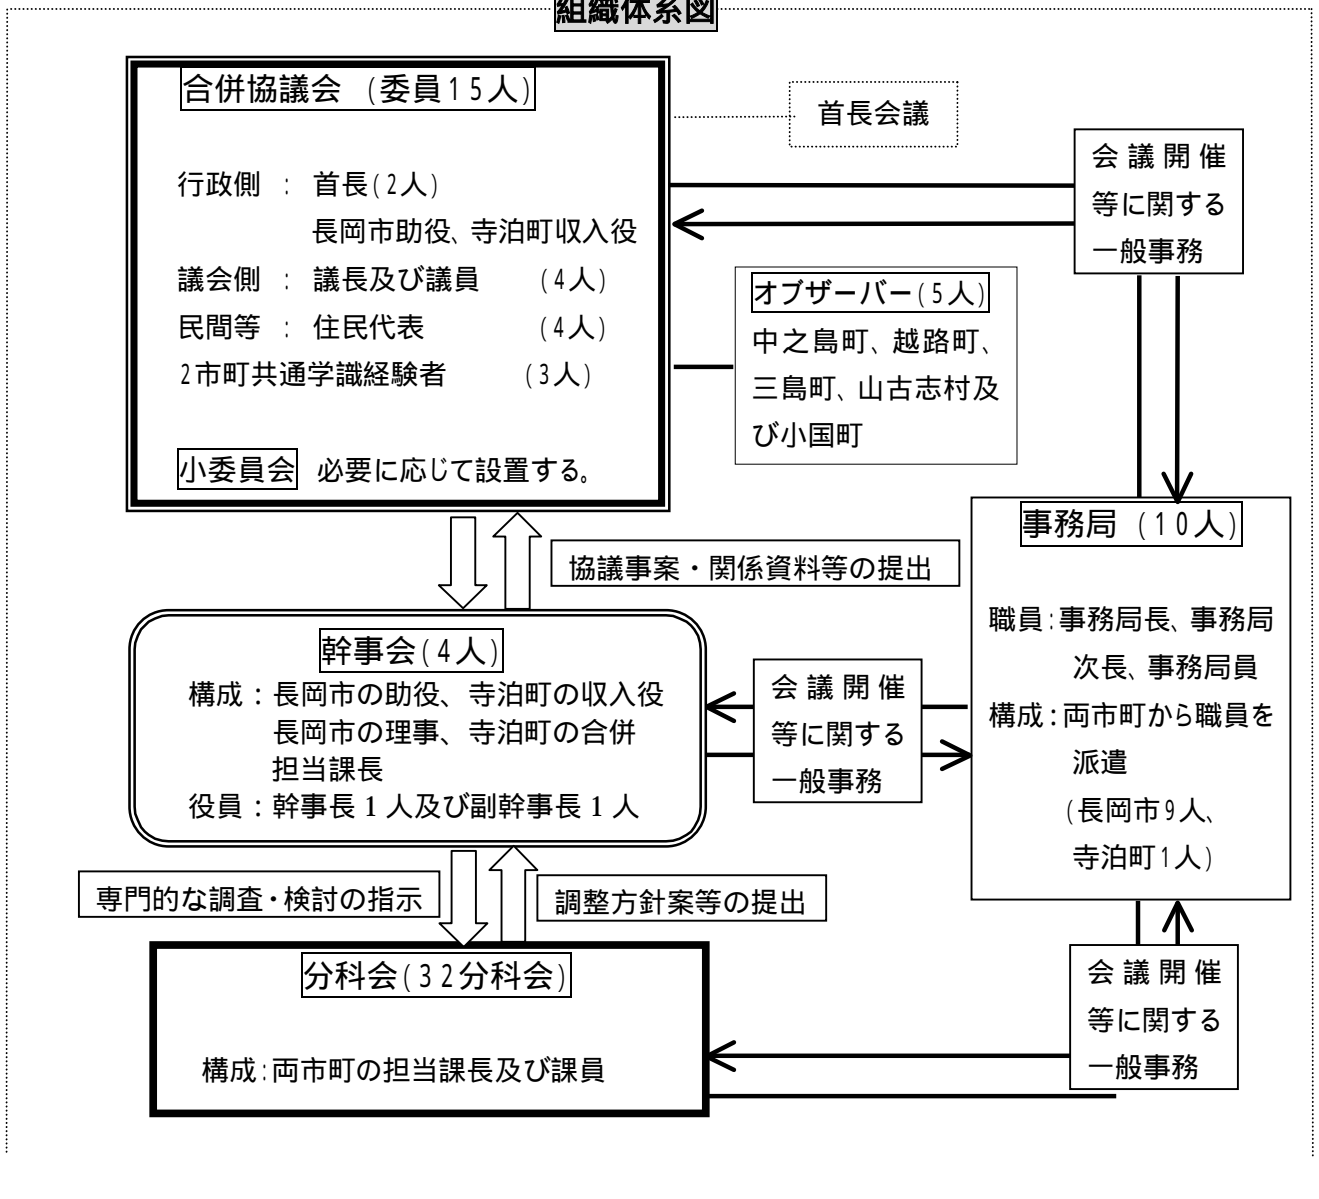 組織体系図
合併協議会 (委員15人)
行政側 : 首長(2人)
長岡市助役、寺泊町収入役
議会側 : 議長及び議員 (4人)
民間等 : 住民代表 (4人)
2市町共通学識経験者 (3人)
小委員会 必要に応じて設置する。
首長会議
会議開催
等に関する
一般事務
オブザーバー(5人)
中之島町、越路町、
三島町、山古志村及
び小国町
協議事案・関係資料等の提出
事務局 (10人)
職員:事務局長、事務局
次長、事務局員
構成:両市町から職員を
派遣
(長岡市9人、
寺泊町1人)
幹事会(4人)
構成:長岡市の助役、寺泊町の収入役
長岡市の理事、寺泊町の合併
担当課長
役員:幹事長1人及び副幹事長1人
会議開催
等に関する
一般事務
専門的な調査・検討の指示
調整方針案等の提出
分科会(32分科会)
構成:両市町の担当課長及び課員
会議開催
等に関する
一般事務